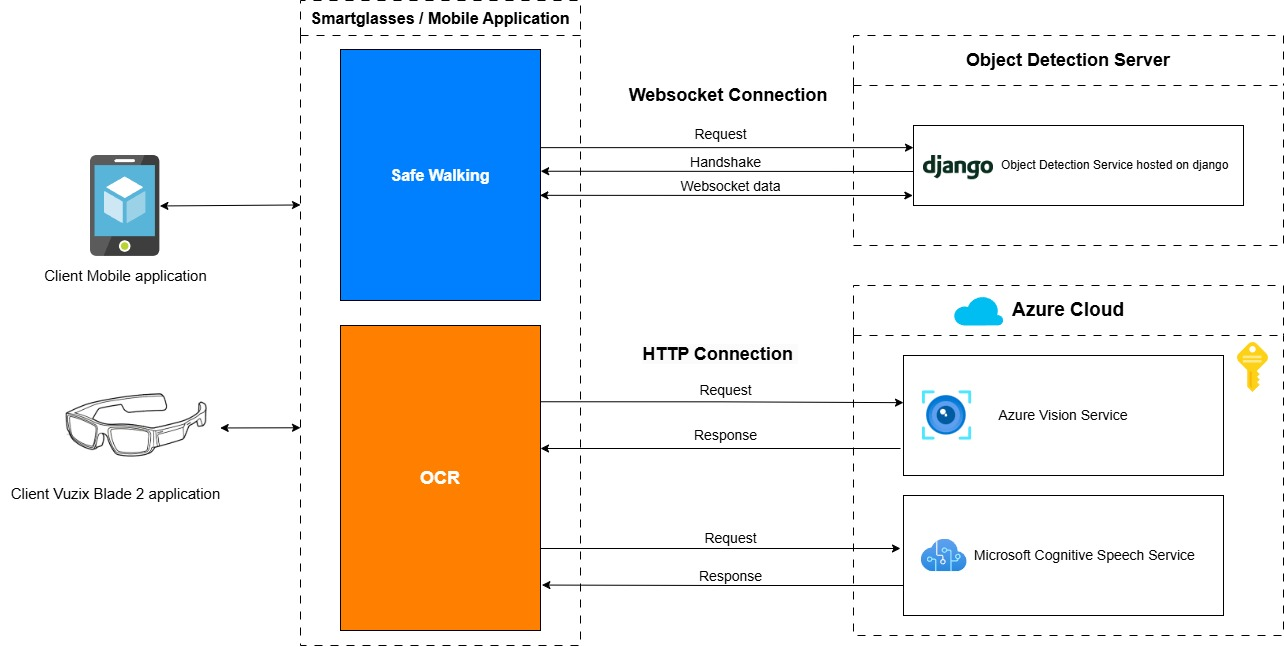 Smartglasses / Mobile Application
Safe Walking
OCR
Client Mobile application
Client Vuzix Blade 2 application
Websocket Connection
Request
Handshake
Websocket data
HTTP Connection
Request
Response
Request
Response
Object Detection Server
django Object Detection Service hosted on django
Azure Cloud
Azure Vision Service
Microsoft Cognitive Speech Service